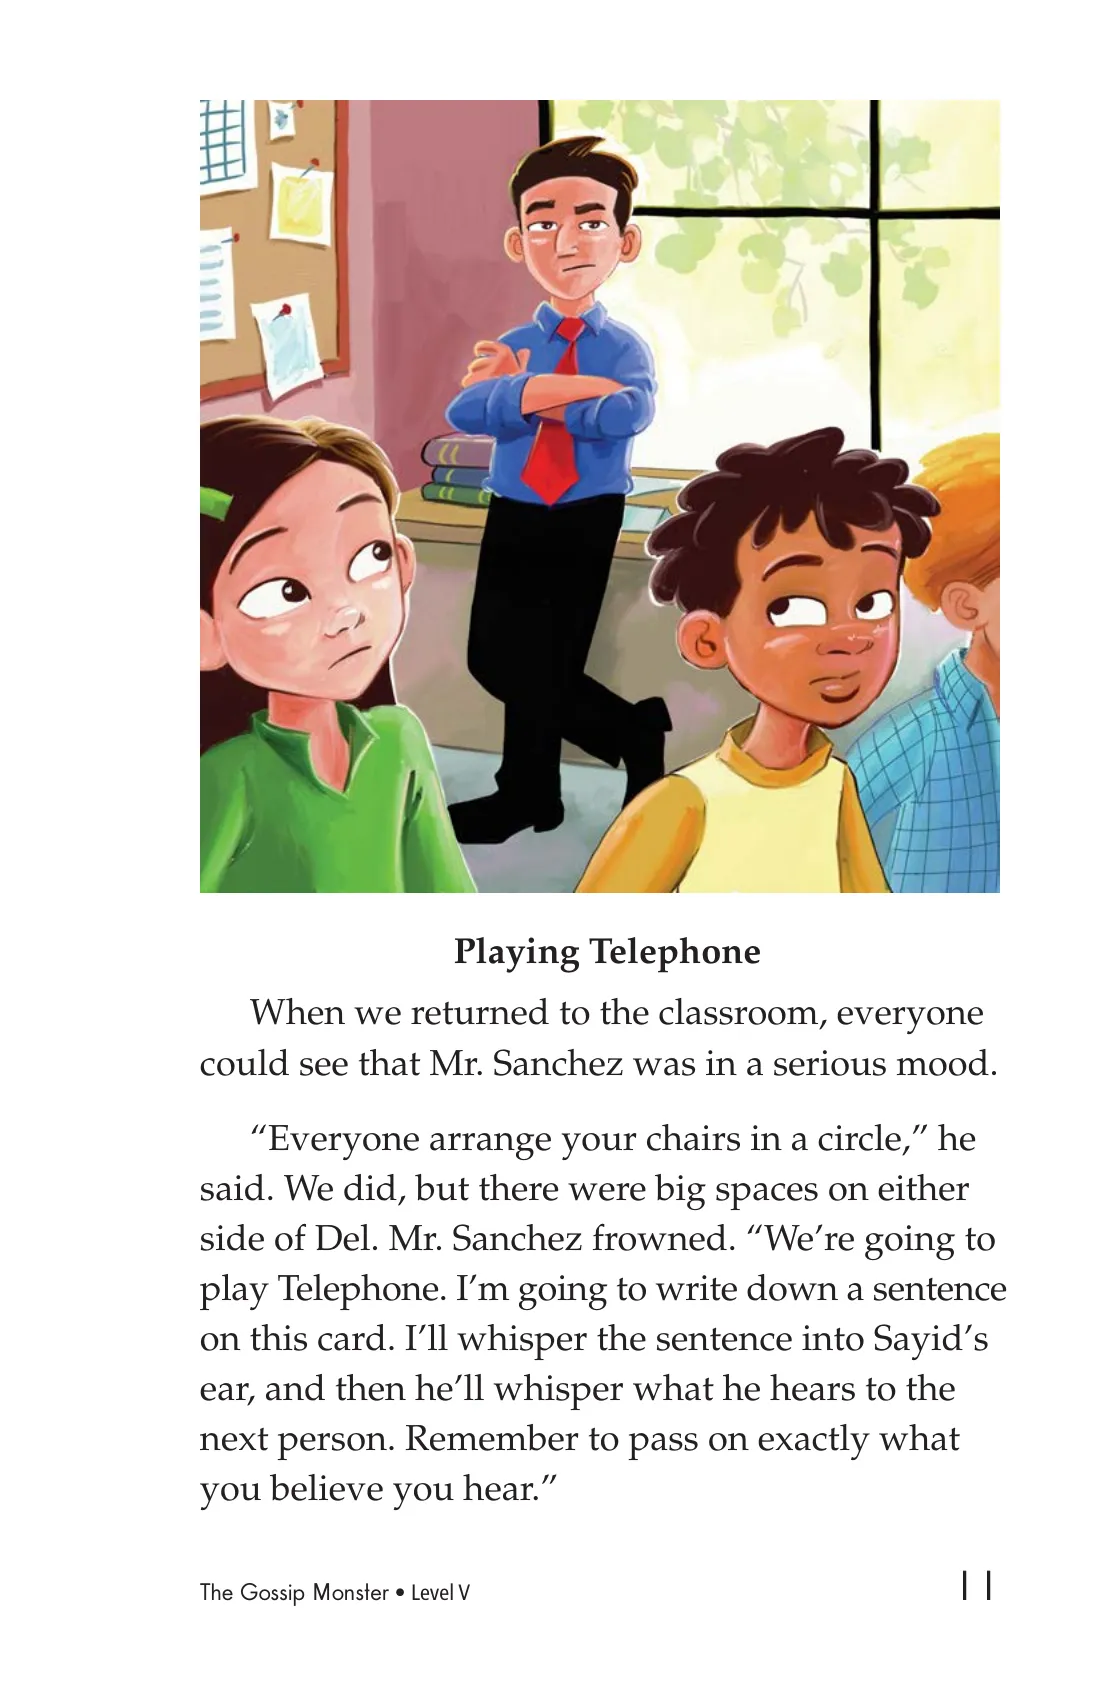 Playing Telephone
When we returned to the classroom, everyone
could see that Mr. Sanchez was in a serious mood.
“Everyone arrange your chairs in a circle,” he
said. We did, but there were big spaces on either
side of Del. Mr. Sanchez frowned. “We’re going to
play Telephone. I’m going to write down a sentence
on this card. I’ll whisper the sentence into Sayid’s
ear, and then he’ll whisper what he hears to the
next person. Remember to pass on exactly what
you believe you hear.”
The Gossip Monster • Level V
11